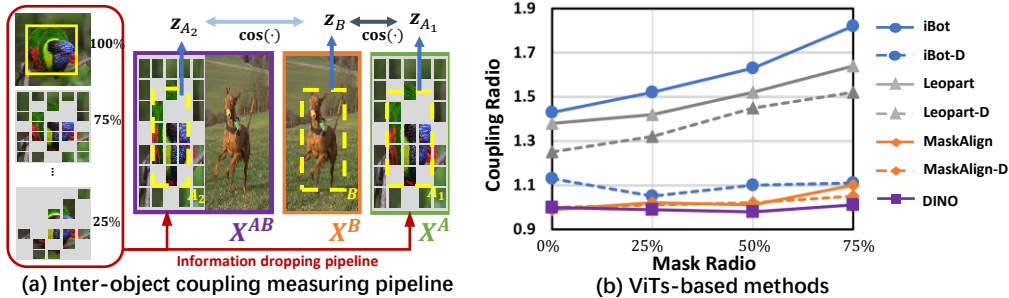 100%
75%
⋮
25%
z_{A_2}
z_B
z_{A_1}
cos(·)
cos(·)
A_2
B
A_1
X^{AB}
X^B
X^A
Information dropping pipeline
(a) Inter-object coupling measuring pipeline
Coupling Radio
1.9
1.7
1.5
1.3
1.1
0.9
0%
25%
50%
75%
Mask Radio
iBot
iBot-D
Leopart
Leopart-D
MaskAlign
MaskAlign-D
DINO
(b) ViTs-based methods